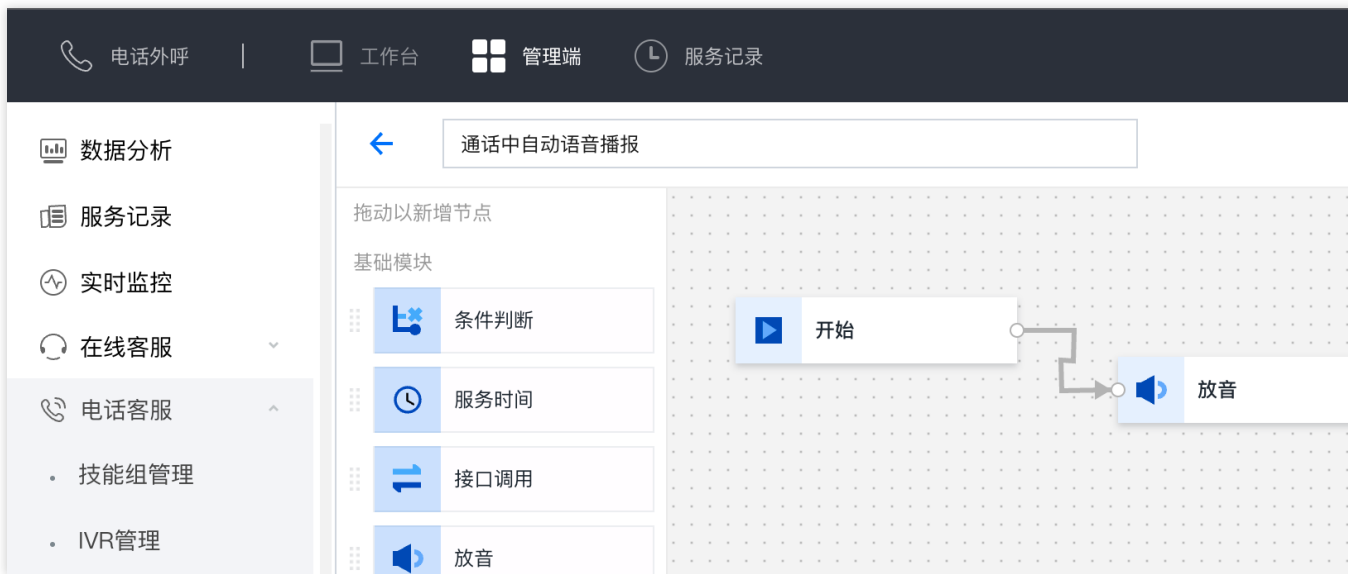 电话外呼 工作台 管理端 服务记录
数据分析
服务记录
实时监控
在线客服
电话客服
技能组管理
IVR管理
通话中自动语音播报
拖动以新增节点
基础模块
条件判断
服务时间
接口调用
放音
开始
放音